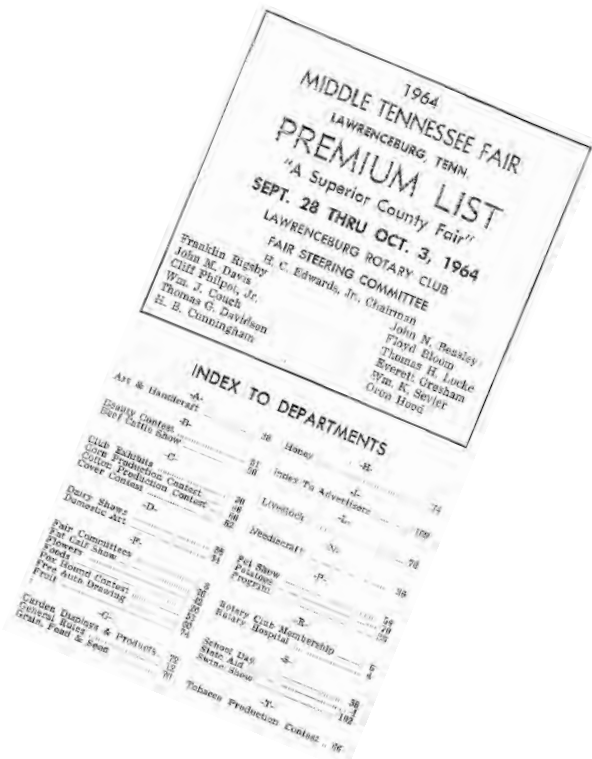 1964
MIDDLE TENNESSEE FAIR
LAWRENCEBURG, TENN.
PREMIUM LIST
"A Superior County Fair"
SEPT. 28 THRU OCT. 3, 1964
LAWRENCEBURG ROTARY CLUB
FAIR STEERING COMMITTEE
H. C. Edwards, Jr., Chairman
Franklin Rigsby
John M. Davis
Cliff Philpot, Jr.
Wm. J. Couch
Thomas G. Davidson
H. B. Cunningham
John N. Beasley
Floyd Bloom
Thomas H. Locke
Everett Gresham
Wm. K. Sevier
Orea Hood
INDEX TO DEPARTMENTS
-A-
Art & Handicraft
-B-
Beauty Contest
Beef Cattle Show
-C-
Club Exhibits
Corn Production Contest
Cotton Production Contest
Cover Contest
-D-
Dairy Shows
Domestic Art
-F-
Fair Committees
Fat Calf Show
Flowers
Foods
Fox Hound Contest
Free Auto Drawing
Fruit
-G-
Garden Displays & Products
General Rules
Grain, Feed & Seed
-H-
Honey
-I-
Index To Advertisers
-L-
Livestock
-N-
Needlecraft
-P-
Pet Show
Potatoes
Program
-R-
Rotary Club Membership
Rotary Hospital
-S-
School Day
State Aid
Swine Show
-T-
Tobacco Production Contest